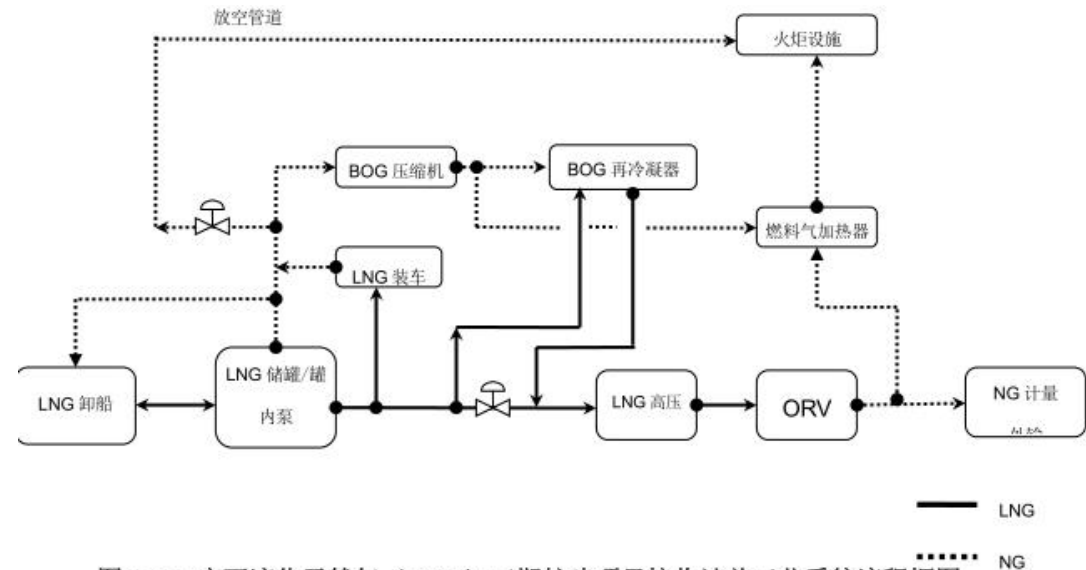 放空管道
火炬设施
BOG 压缩机
BOG 再冷凝器
燃料气加热器
LNG 装车
LNG 卸船
LNG 储罐/罐
内泵
LNG 高压
ORV
NG 计量
LNG
NG